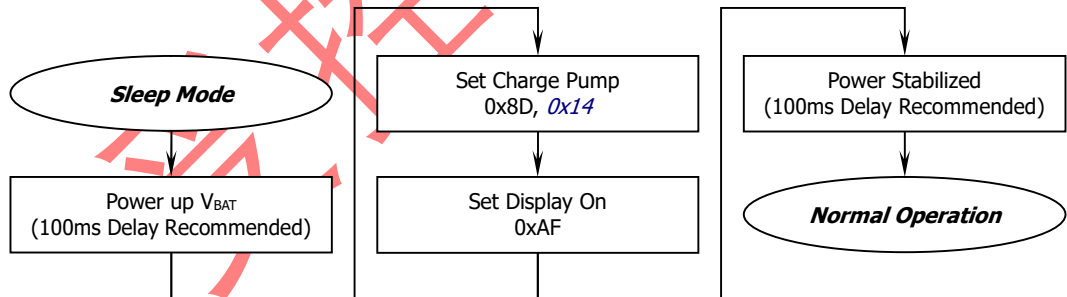 Sleep Mode
Power up VBAT
(100ms Delay Recommended)
Set Charge Pump
0x8D, 0x14
Set Display On
0xAF
Power Stabilized
(100ms Delay Recommended)
Normal Operation